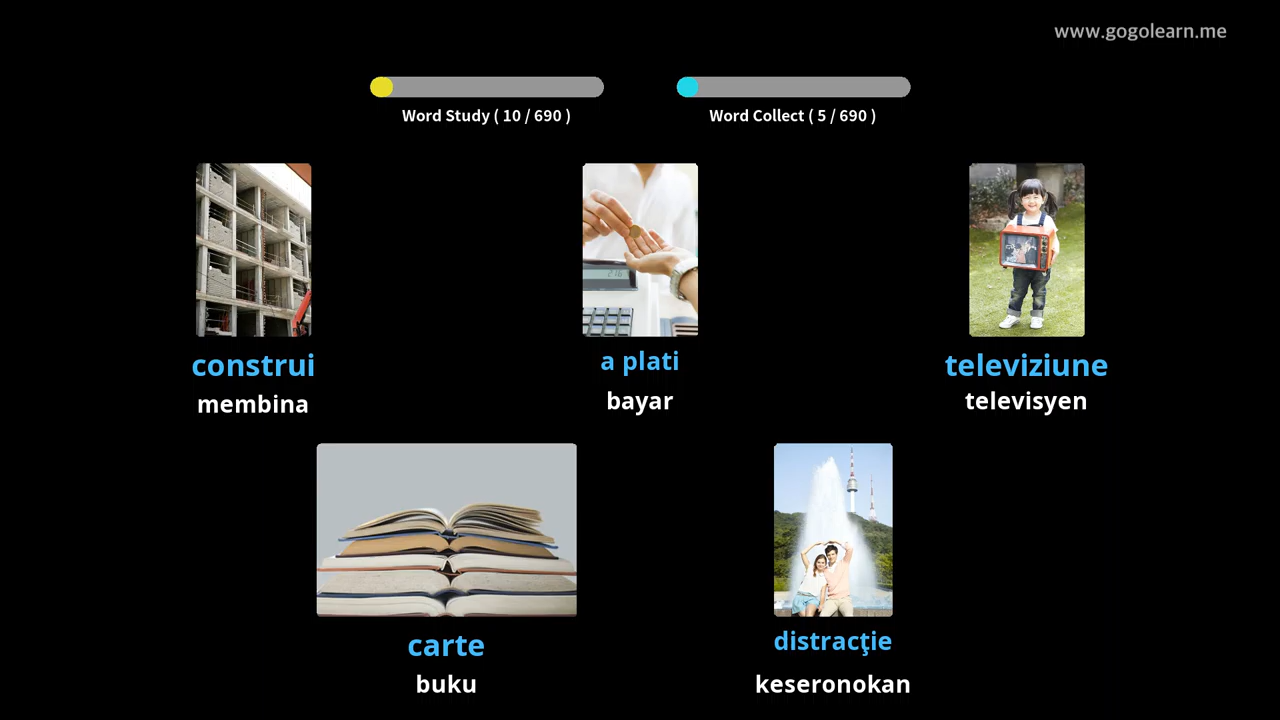 www.gogolearn.me
Word Study ( 10 / 690 )
Word Collect ( 5 / 690 )
construi
membina
a plati
bayar
televiziune
televisyen
carte
buku
distracţie
keseronokan